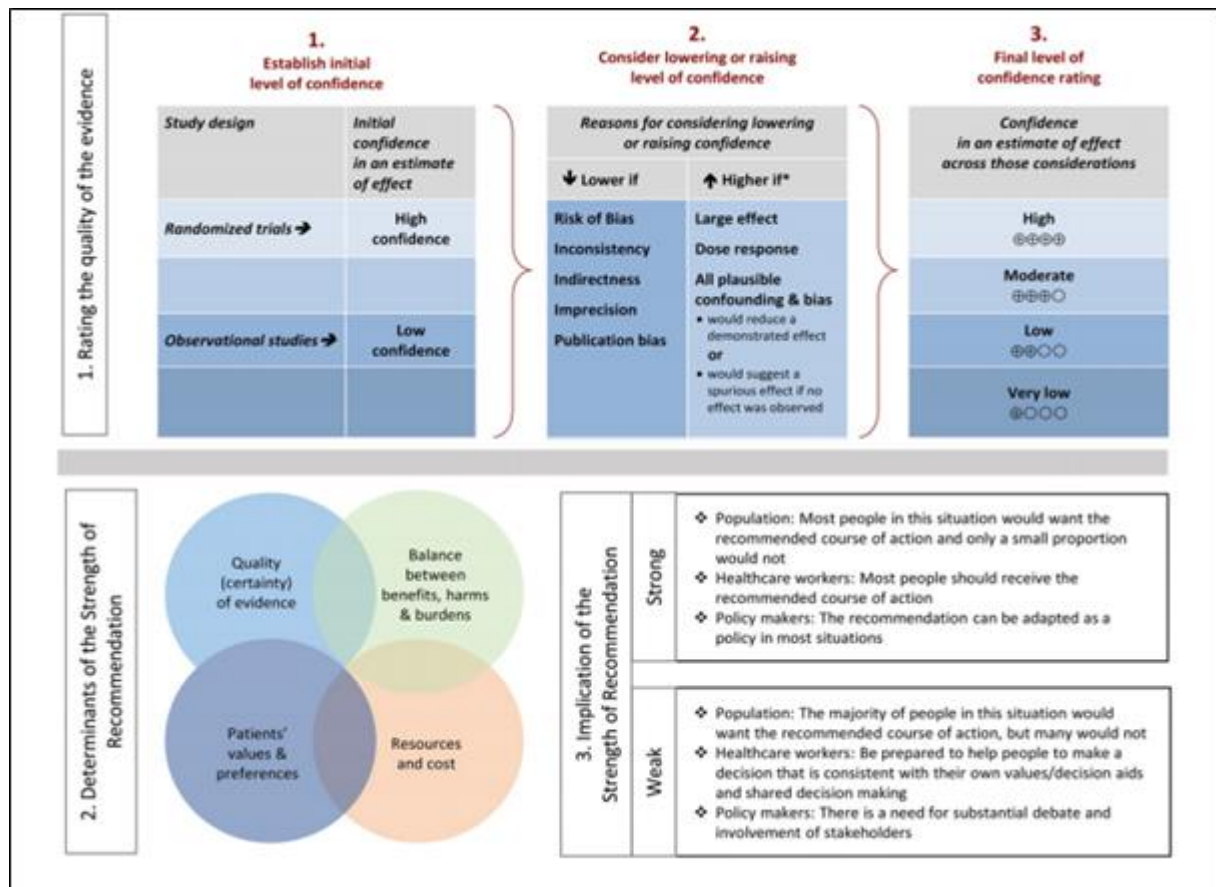 1. Rating the quality of the evidence
1.
Establish initial
level of confidence
Study design
Initial
confidence
in an estimate
of effect
Randomized trials ➔
High
confidence
Observational studies ➔
Low
confidence
2.
Consider lowering or raising
level of confidence
Reasons for considering lowering
or raising confidence
🡻 Lower if
🡹 Higher if*
Risk of Bias
Inconsistency
Indirectness
Imprecision
Publication bias
Large effect
Dose response
All plausible
confounding & bias
• would reduce a
demonstrated effect
or
• would suggest a
spurious effect if no
effect was observed
3.
Final level of
confidence rating
Confidence
in an estimate of effect
across those considerations
High
⊕⊕⊕⊕
Moderate
⊕⊕⊕○
Low
⊕⊕○○
Very low
⊕○○○
2. Determinants of the Strength of
Recommendation
Quality
(certainty)
of evidence
Balance
between
benefits, harms
& burdens
Patients'
values &
preferences
Resources
and cost
3. Implication of the
Strength of Recommendation
Strong
❖ Population: Most people in this situation would want the
recommended course of action and only a small proportion
would not
❖ Healthcare workers: Most people should receive the
recommended course of action
❖ Policy makers: The recommendation can be adapted as a
policy in most situations
Weak
❖ Population: The majority of people in this situation would
want the recommended course of action, but many would not
❖ Healthcare workers: Be prepared to help people to make a
decision that is consistent with their own values/decision aids
and shared decision making
❖ Policy makers: There is a need for substantial debate and
involvement of stakeholders